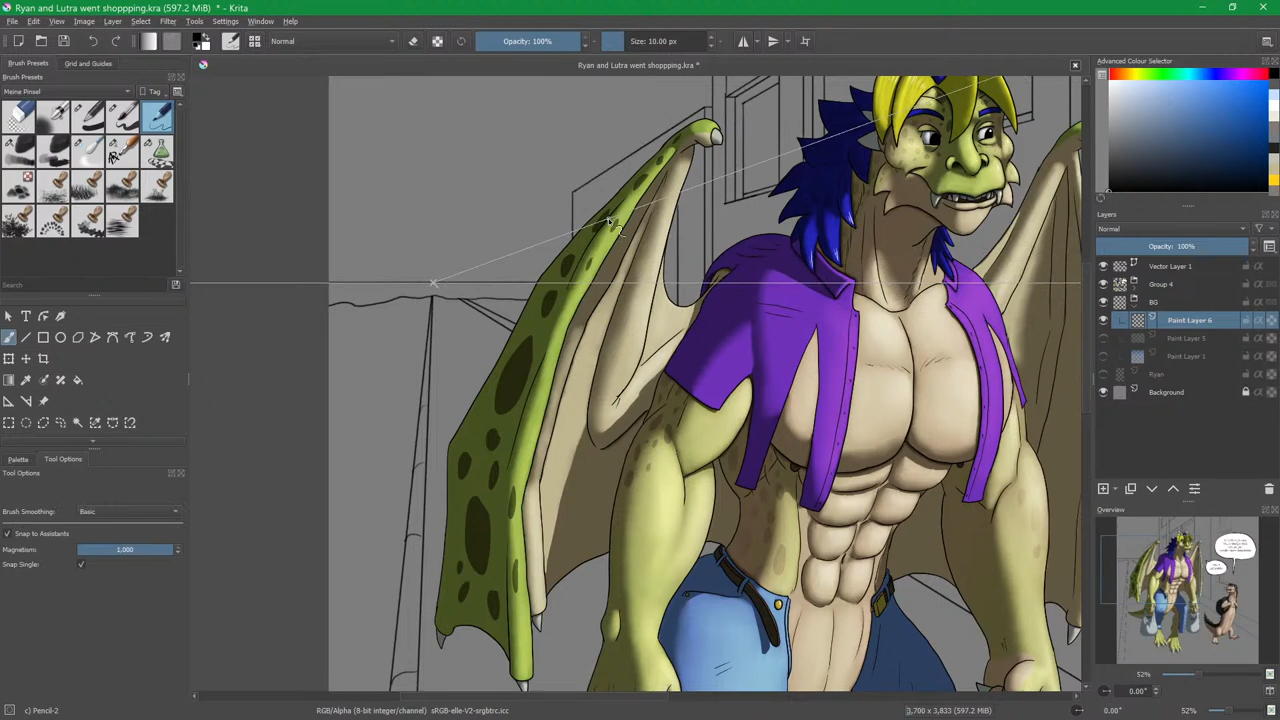 Ryan and Lutra went shoppping.kra (597.2 MiB) * - Krita
File Edit View Image Layer Select Filter Tools Settings Window Help
Normal
Opacity: 100%
Size: 10.00 px
Brush Presets Grid and Guides
Ryan and Lutra went shoppping.kra *
Advanced Colour Selector
Brush Presets
Meine Pinsel
Tag
Search
Layers
Normal
Opacity: 100%
Vector Layer 1
Group 4
BG
Paint Layer 6
Paint Layer 5
Paint Layer 1
Ryan
Background
Palette Tool Options
Tool Options
Brush Smoothing: Basic
Snap to Assistants
Magnetism: 1,000
Snap Single:
Overview
52%
0.00°
c) Pencil-2
RGB/Alpha (8-bit integer/channel) sRGB-elle-V2-srgbtrc.icc
3,700 x 3,833 (597.2 MiB)
0.00°
52%